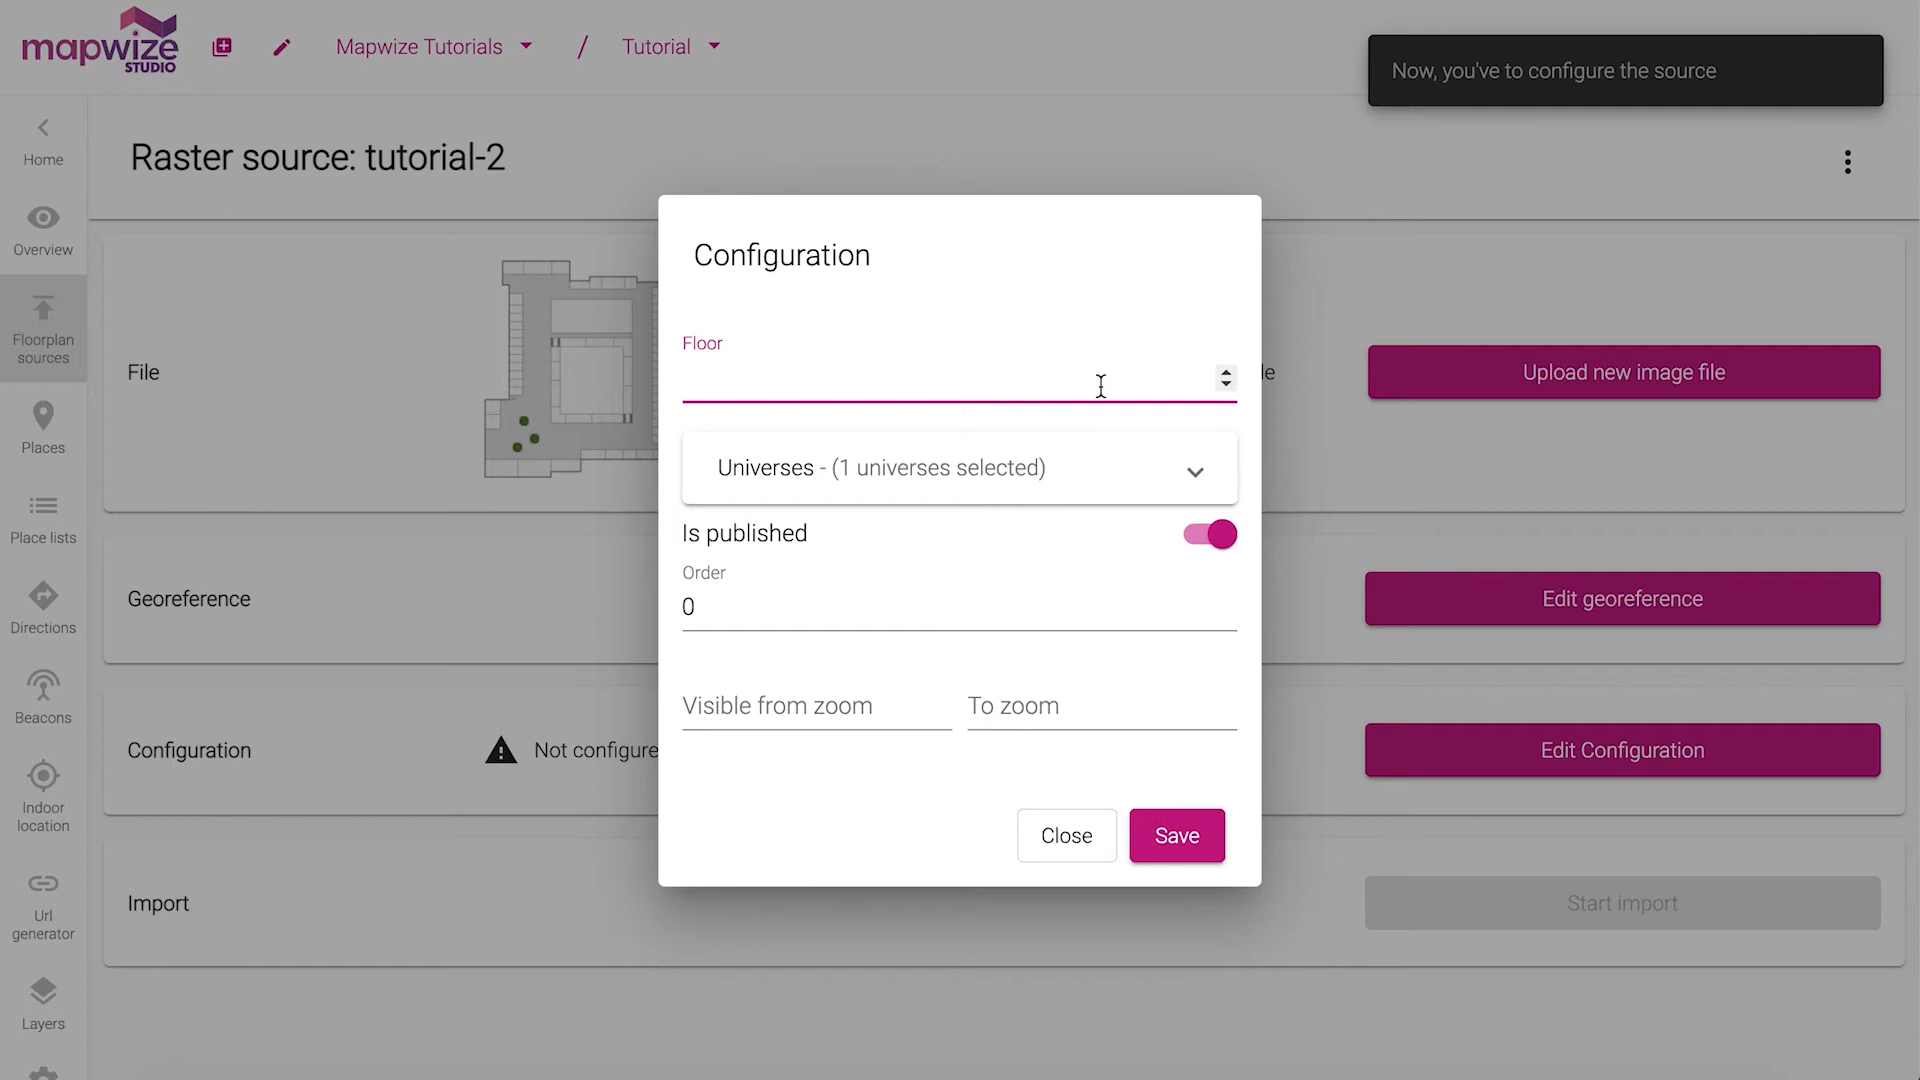 mapwize
STUDIO
Mapwize Tutorials / Tutorial
Now, you've to configure the source
Home
Overview
Floorplan
sources
Places
Place lists
Directions
Beacons
Indoor
location
Url
generator
Layers
Raster source: tutorial-2
File
le
Upload new image file
Georeference
Edit georeference
Configuration
Not configure
Edit Configuration
Import
Start import
Configuration
Floor
Universes - (1 universes selected)
Is published
Order
0
Visible from zoom
To zoom
Close
Save